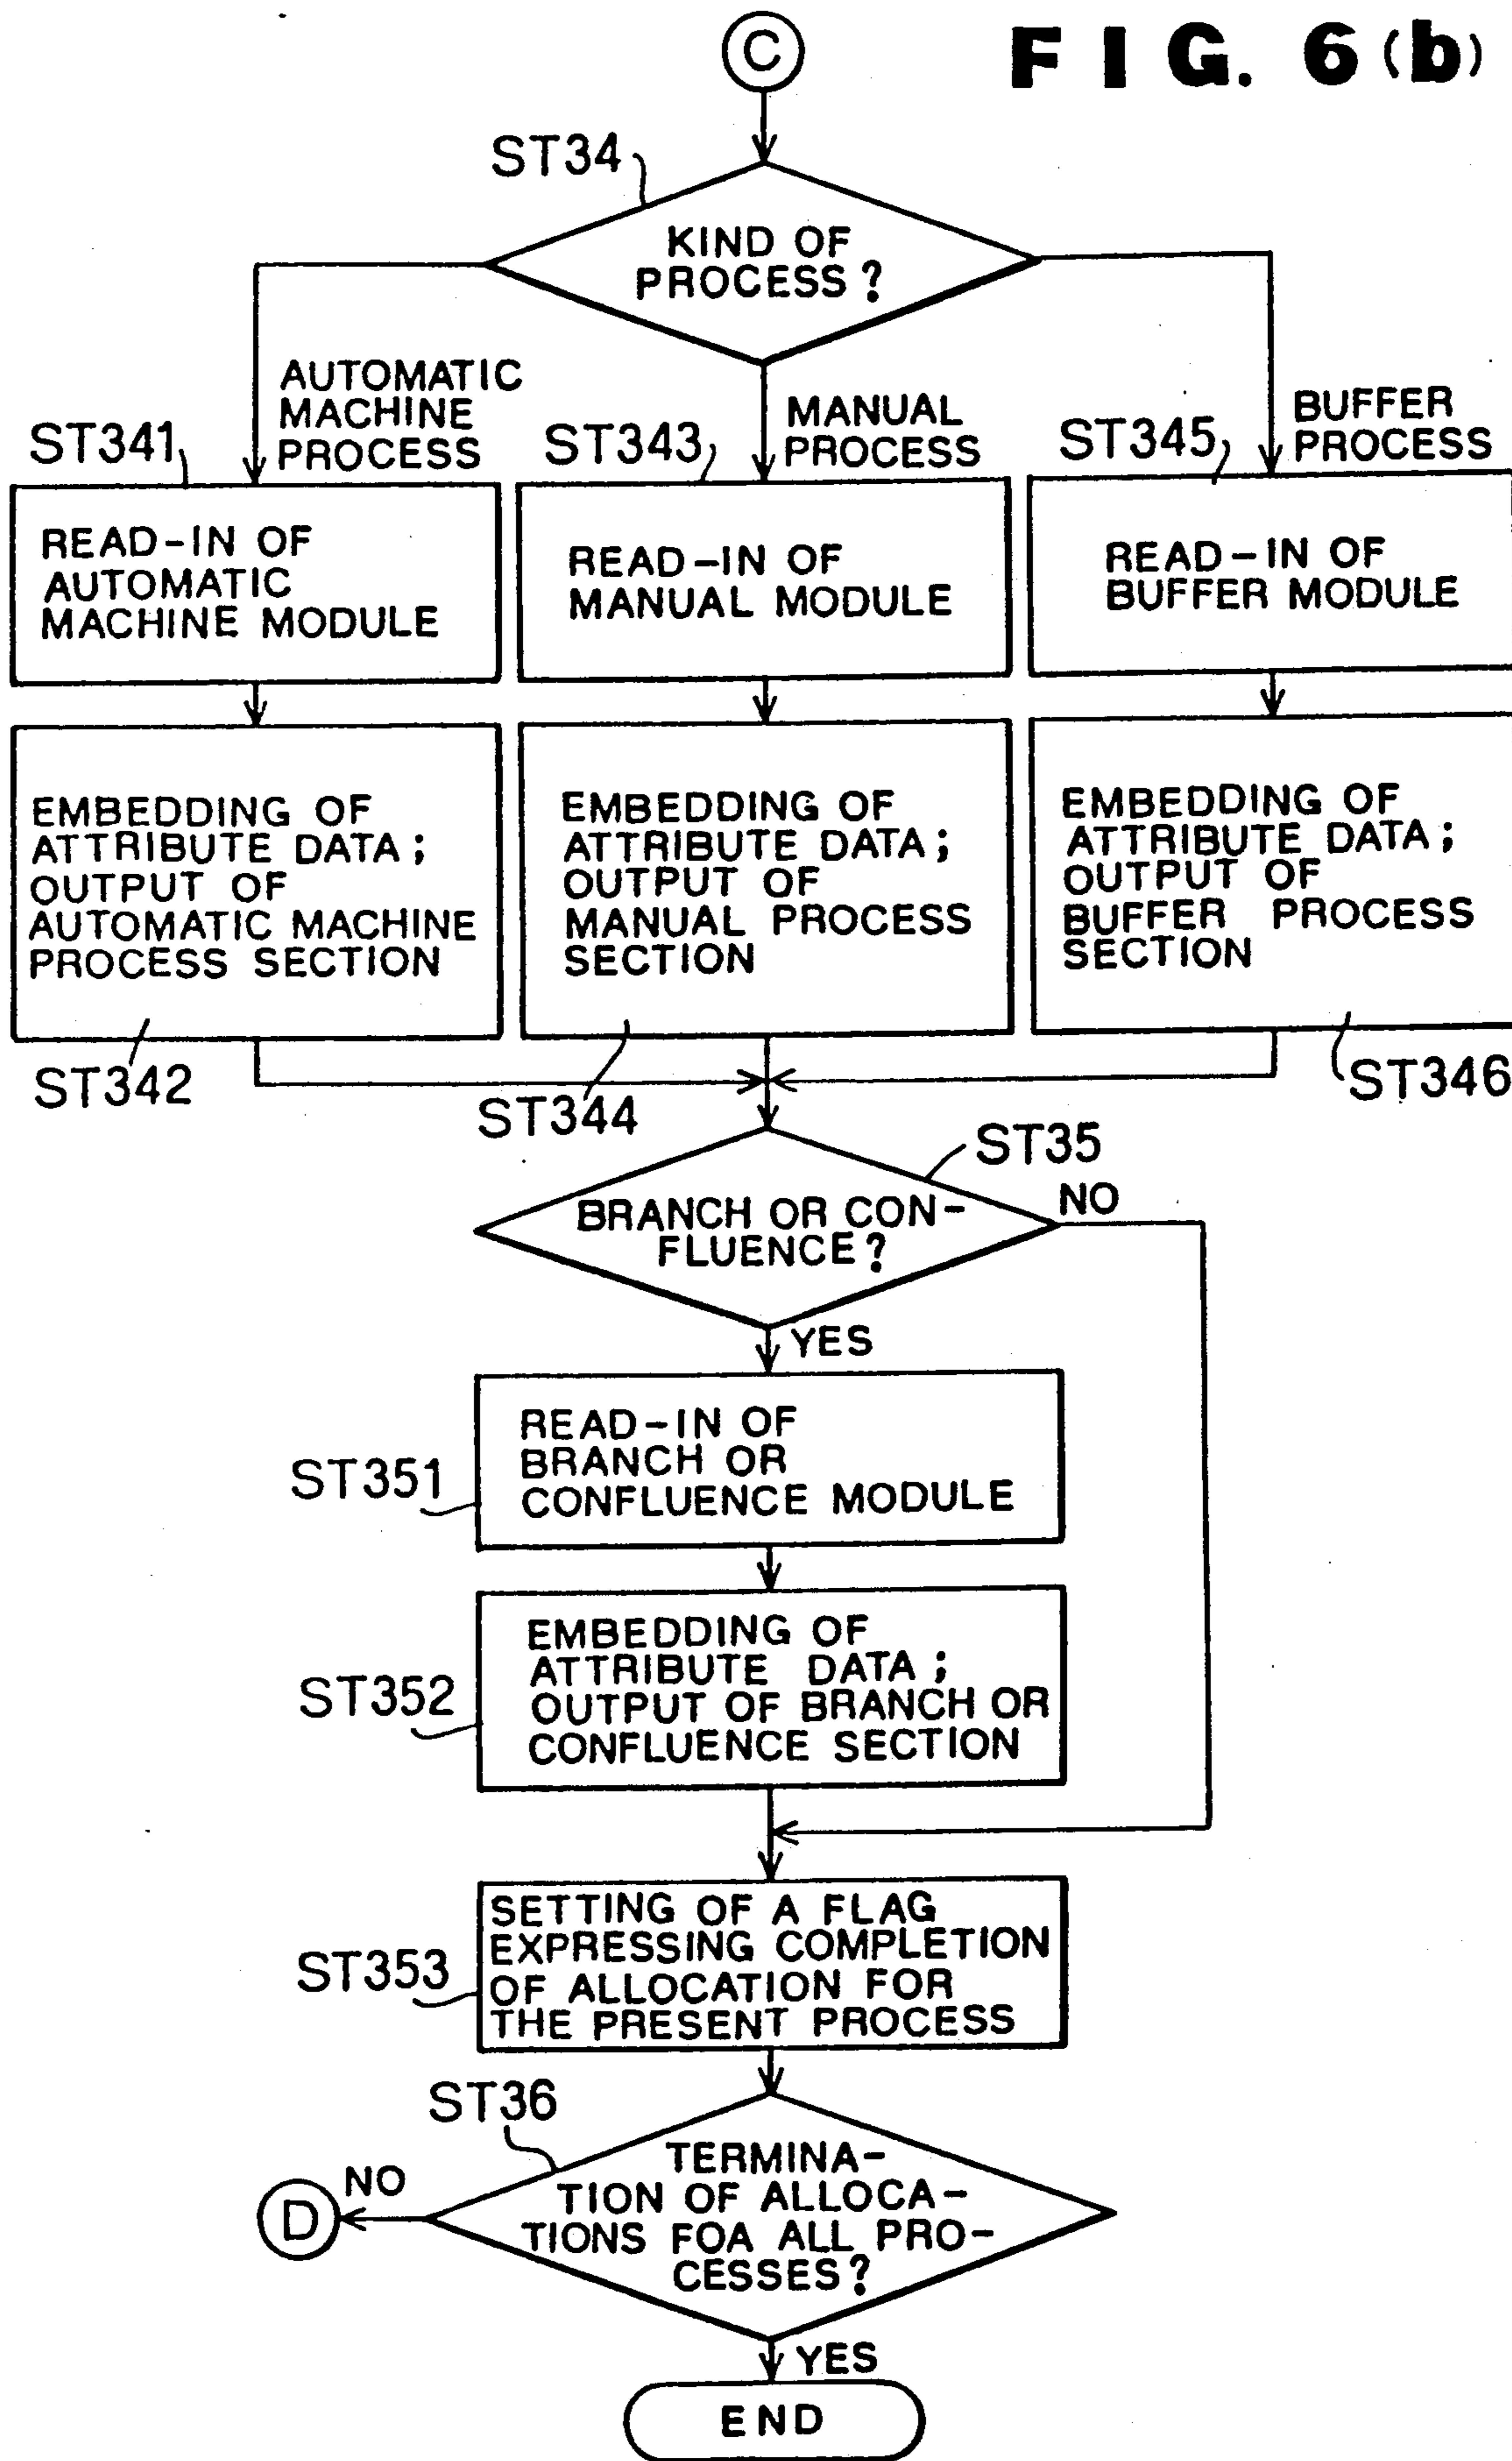 C
FIG. 6(b)
ST34
KIND OF
PROCESS?
AUTOMATIC
MACHINE
PROCESS
MANUAL
PROCESS
BUFFER
PROCESS
ST341
ST343
ST345
READ-IN OF
AUTOMATIC
MACHINE MODULE
READ-IN OF
MANUAL MODULE
READ-IN OF
BUFFER MODULE
EMBEDDING OF
ATTRIBUTE DATA;
OUTPUT OF
AUTOMATIC MACHINE
PROCESS SECTION
EMBEDDING OF
ATTRIBUTE DATA;
OUTPUT OF
MANUAL PROCESS
SECTION
EMBEDDING OF
ATTRIBUTE DATA;
OUTPUT OF
BUFFER PROCESS
SECTION
ST342
ST344
ST346
ST35
BRANCH OR CON-
FLUENCE?
NO
YES
ST351
READ-IN OF
BRANCH OR
CONFLUENCE MODULE
ST352
EMBEDDING OF
ATTRIBUTE DATA;
OUTPUT OF BRANCH OR
CONFLUENCE SECTION
ST353
SETTING OF A FLAG
EXPRESSING COMPLETION
OF ALLOCATION FOR
THE PRESENT PROCESS
ST36
TERMINA-
TION OF ALLOCA-
TIONS FOA ALL PRO-
CESSES?
NO
D
YES
END